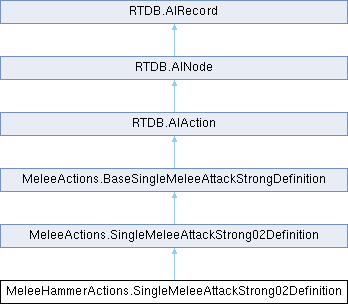 RTDB.AIRecord
RTDB.AINode
RTDB.AIAction
MeleeActions.BaseSingleMeleeAttackStrongDefinition
MeleeActions.SingleMeleeAttackStrong02Definition
MeleeHammerActions.SingleMeleeAttackStrong02Definition